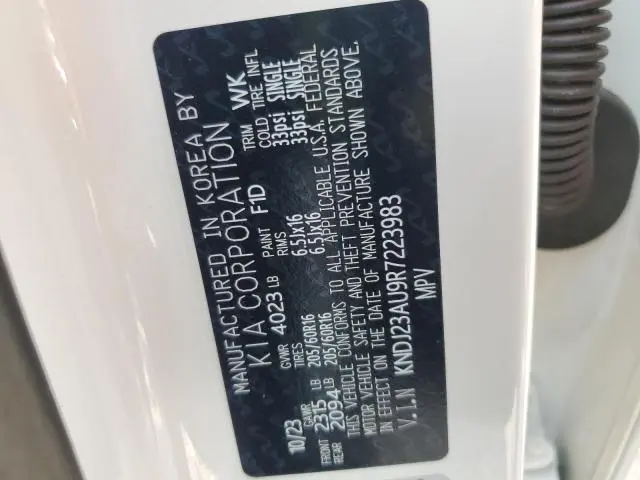 MANUFACTURED IN KOREA BY
KIA CORPORATION
10/23 GVWR 4023 LB PAINT F1D TRIM WK
GAWR TIRES RIMS COLD TIRE INFL
FRONT 2315 LB 205/60R16 6.5Jx16 33psi SINGLE
REAR 2094 LB 205/60R16 6.5Jx16 33psi SINGLE
THIS VEHICLE CONFORMS TO ALL APPLICABLE U.S.A. FEDERAL
MOTOR VEHICLE SAFETY AND THEFT PREVENTION STANDARDS
IN EFFECT ON THE DATE OF MANUFACTURE SHOWN ABOVE.
V.I.N KNDJ23AU9R7223983
MPV